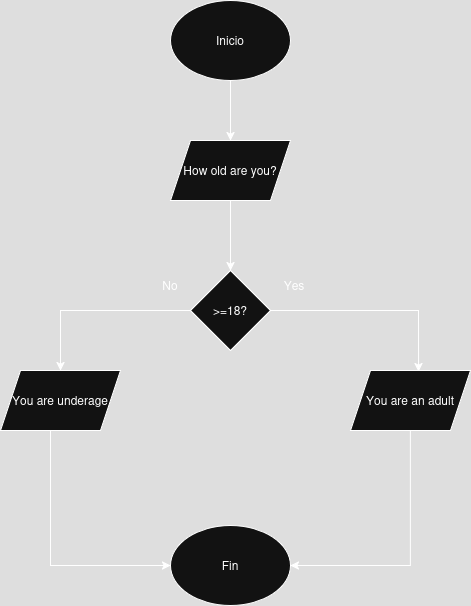 Inicio
How old are you?
No
Yes
>=18?
You are underage
You are an adult
Fin